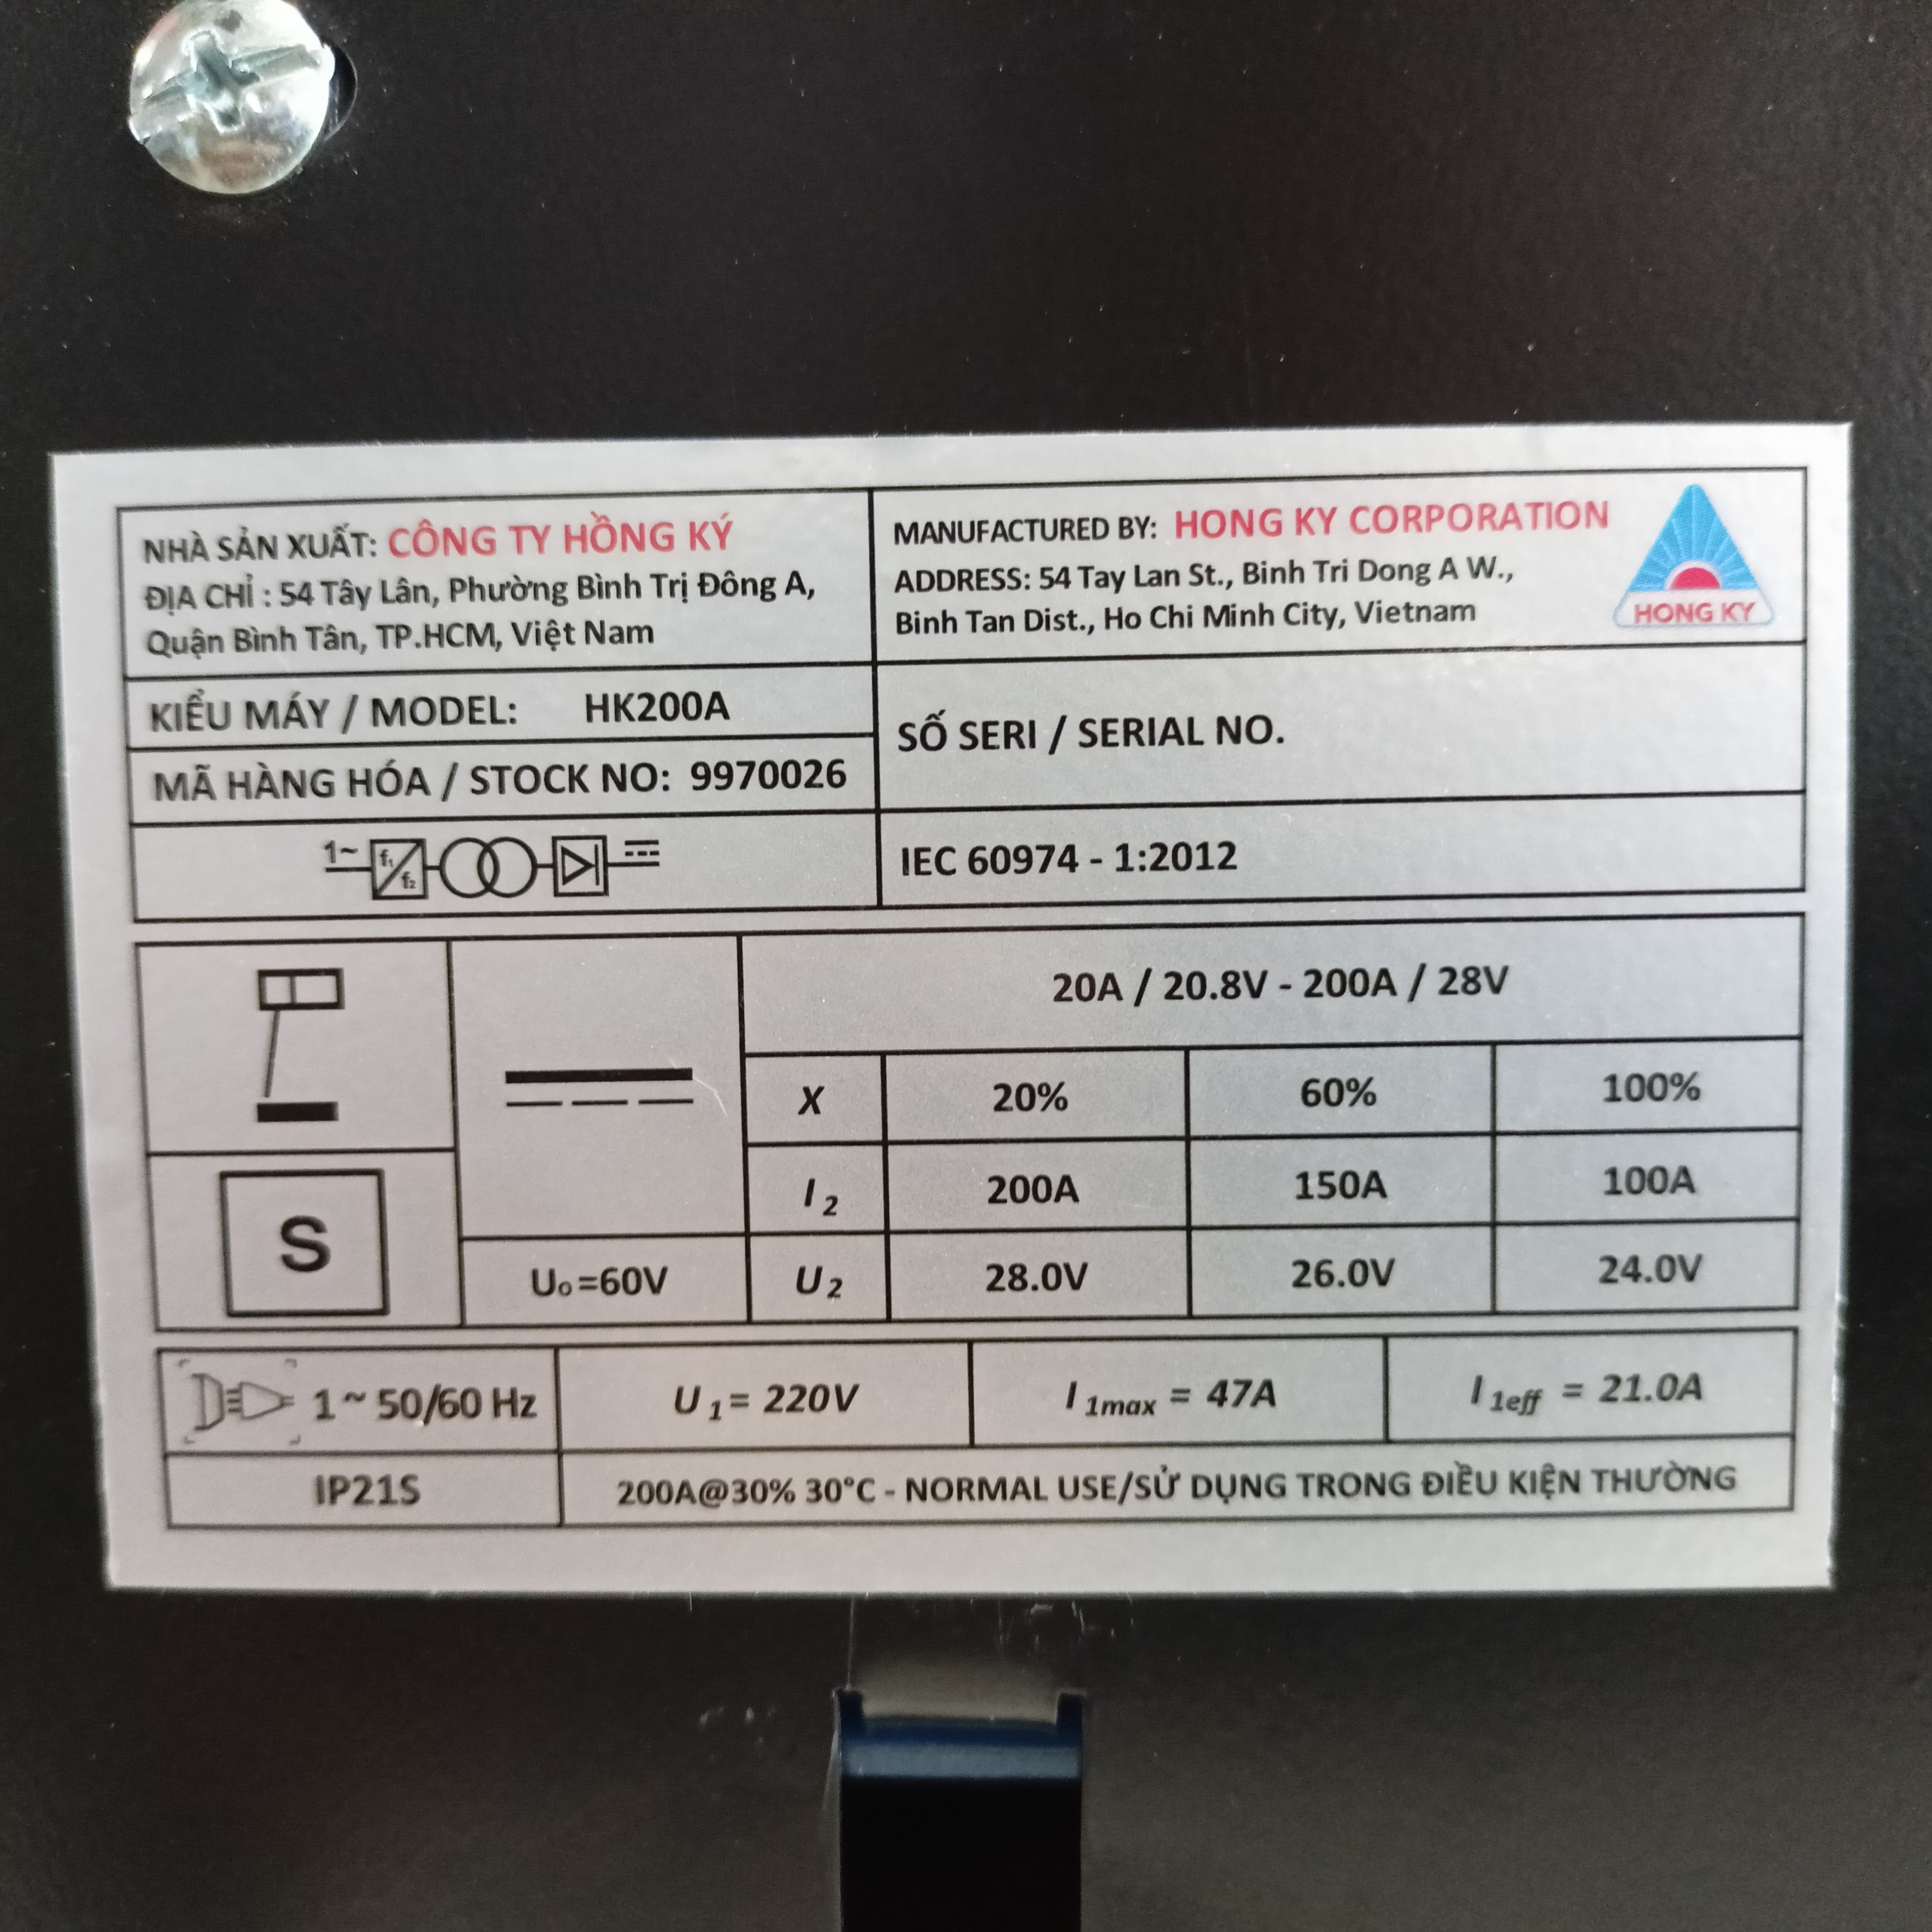 NHÀ SẢN XUẤT: CÔNG TY HỒNG KÝ
ĐỊA CHỈ : 54 Tây Lân, Phường Bình Trị Đông A,
Quận Bình Tân, TP.HCM, Việt Nam
MANUFACTURED BY: HONG KY CORPORATION
ADDRESS: 54 Tay Lan St., Binh Tri Dong A W.,
Binh Tan Dist., Ho Chi Minh City, Vietnam
HONG KY
KIỂU MÁY / MODEL: HK200A
MÃ HÀNG HÓA / STOCK NO: 9970026
SỐ SERI / SERIAL NO.
1~ f₁ f₂
IEC 60974 - 1:2012
20A / 20.8V - 200A / 28V
X 20% 60% 100%
I₂ 200A 150A 100A
S
U₀=60V
U₂ 28.0V 26.0V 24.0V
1 ~ 50/60 Hz
U₁ = 220V
I₁max = 47A
I₁eff = 21.0A
IP21S
200A@30% 30°C - NORMAL USE/SỬ DỤNG TRONG ĐIỀU KIỆN THƯỜNG